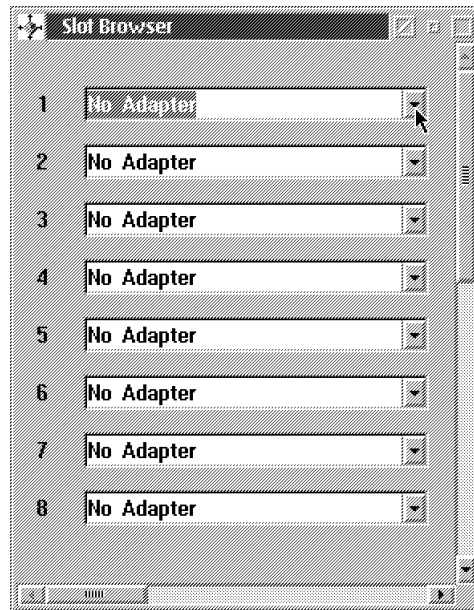 Slot Browser
1 No Adapter
2 No Adapter
3 No Adapter
4 No Adapter
5 No Adapter
6 No Adapter
7 No Adapter
8 No Adapter